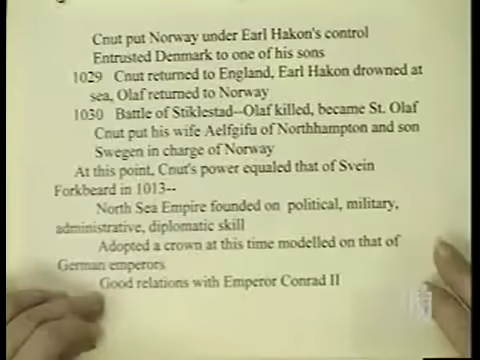 Cnut put Norway under Earl Hakon's control
Entrusted Denmark to one of his sons
1029 Cnut returned to England, Earl Hakon drowned at
sea, Olaf returned to Norway
1030 Battle of Stiklestad--Olaf killed, became St. Olaf
Cnut put his wife Aelfgifu of Northhampton and son
Swegen in charge of Norway
At this point, Cnut's power equaled that of Svein
Forkbeard in 1013--
North Sea Empire founded on political, military,
administrative, diplomatic skill
Adopted a crown at this time modelled on that of
German emperors
Good relations with Emperor Conrad II